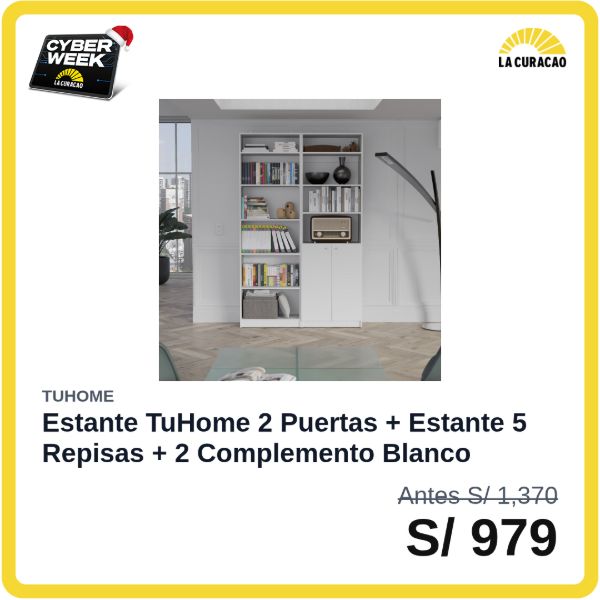 CYBER
WEEK
LA CURACAO
LA CURACAO
TUHOME
Estante TuHome 2 Puertas + Estante 5
Repisas + 2 Complemento Blanco
Antes S/ 1,370
S/ 979